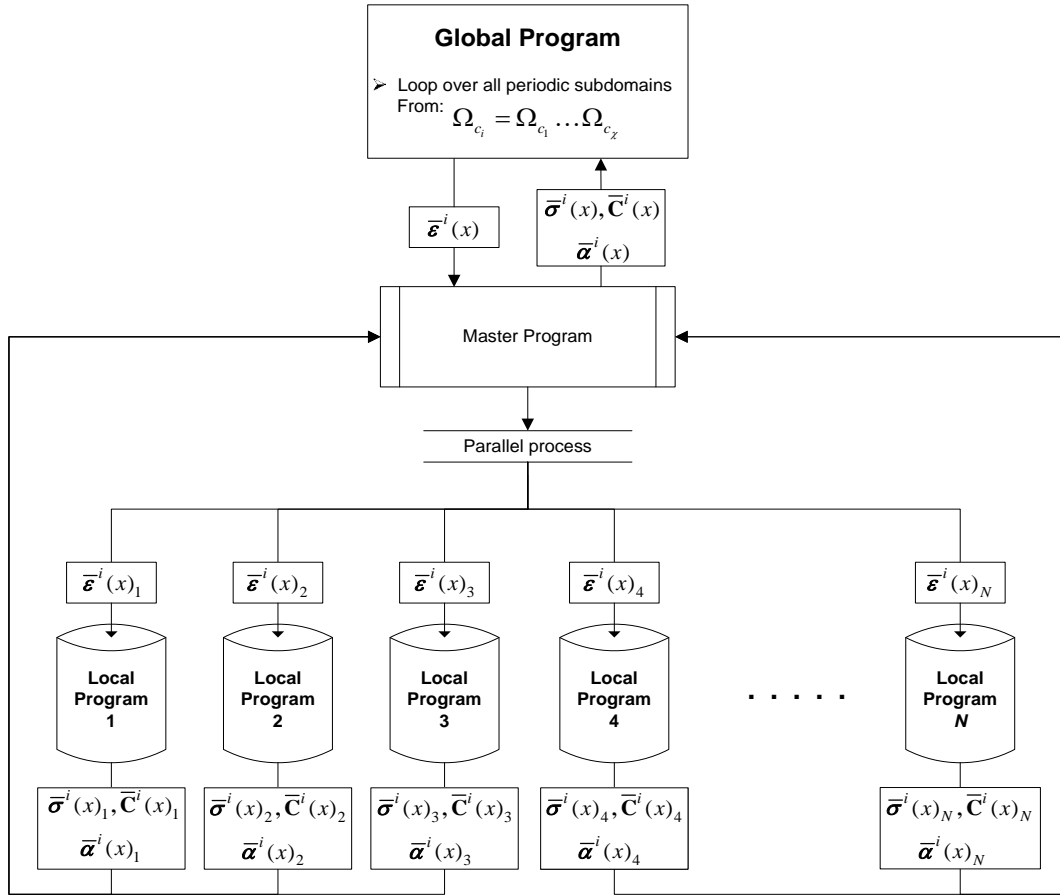 Global Program
➢ Loop over all periodic subdomains
From: Ω_{c_i} = Ω_{c_1} … Ω_{c_χ}
ε̅^i(x)
σ̅^i(x), C̅^i(x)
α̅^i(x)
Master Program
Parallel process
ε̅^i(x)_1
ε̅^i(x)_2
ε̅^i(x)_3
ε̅^i(x)_4
ε̅^i(x)_N
Local
Program
1
Local
Program
2
Local
Program
3
Local
Program
4
. . . . .
Local
Program
N
σ̅^i(x)_1, C̅^i(x)_1
α̅^i(x)_1
σ̅^i(x)_2, C̅^i(x)_2
α̅^i(x)_2
σ̅^i(x)_3, C̅^i(x)_3
α̅^i(x)_3
σ̅^i(x)_4, C̅^i(x)_4
α̅^i(x)_4
σ̅^i(x)_N, C̅^i(x)_N
α̅^i(x)_N